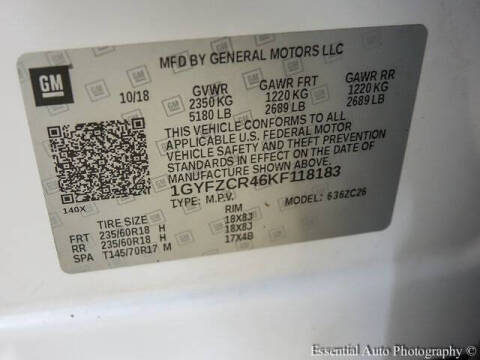 MFD BY GENERAL MOTORS LLC
GM
10/18
GVWR
2350 KG
5180 LB
GAWR FRT
1220 KG
2689 LB
GAWR RR
1220 KG
2689 LB
THIS VEHICLE CONFORMS TO ALL
APPLICABLE U.S. FEDERAL MOTOR
VEHICLE SAFETY AND THEFT PREVENTION
STANDARDS IN EFFECT ON THE DATE OF
MANUFACTURE SHOWN ABOVE.
1GYFZCR46KF118183
TYPE: M.P.V. MODEL: 636ZC26
140X
TIRE SIZE RIM
FRT 235/60R18 H 18X8J
RR 235/60R18 H 18X8J
SPA T145/70R17 M 17X4B
Essential Auto Photography ©